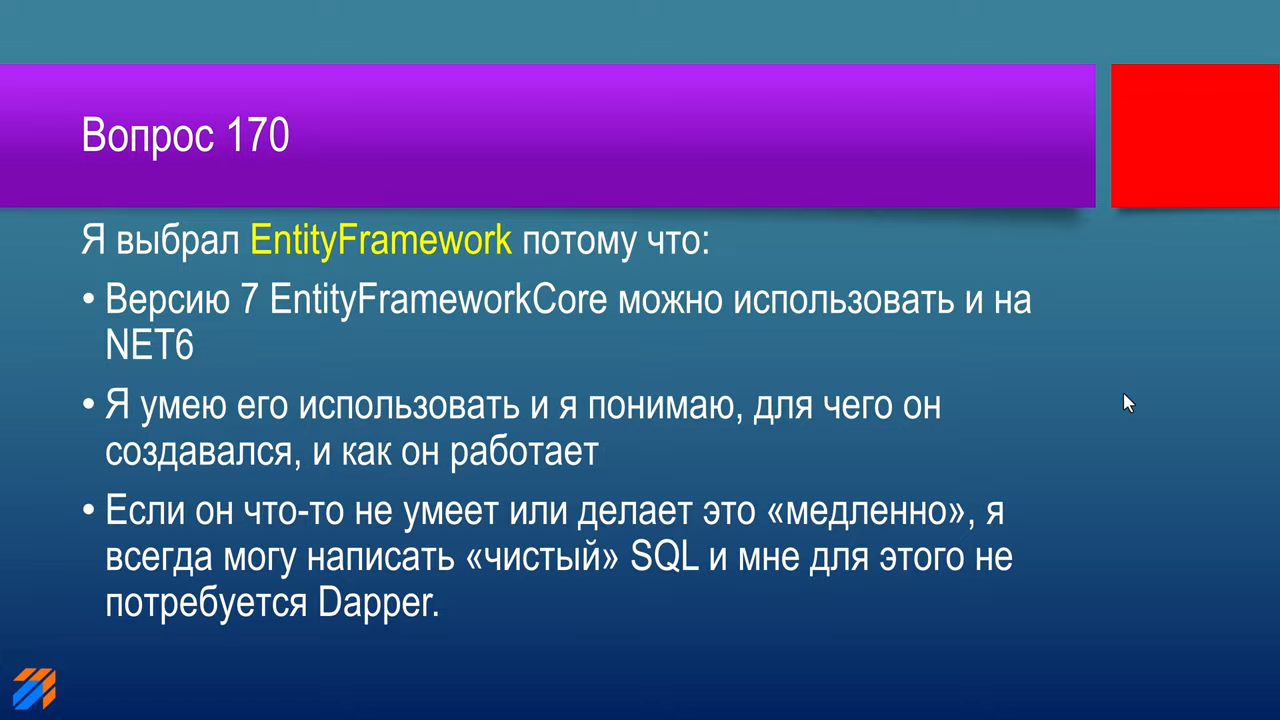 Вопрос 170
Я выбрал EntityFramework потому что:
• Версию 7 EntityFrameworkCore можно использовать и на
NET6
• Я умею его использовать и я понимаю, для чего он
создавался, и как он работает
• Если он что-то не умеет или делает это «медленно», я
всегда могу написать «чистый» SQL и мне для этого не
потребуется Dapper.